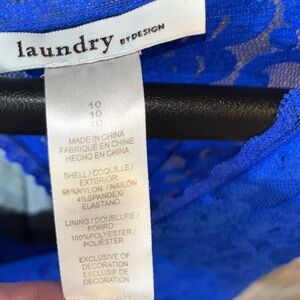 laundry BY DESIGN
10
10
10
MADE IN CHINA
FABRIQUÉ EN CHINE
HECHO EN CHINA
SHELL / COQUILLE /
EXTERIOR
96%NYLON / NAILON
4%SPANDEX/
ELASTANO
LINING / DOUBLURE /
FORRO
100%POLYESTER /
POLIÉSTER
EXCLUSIVE OF
DECORATION
EXCLUSIF DE
DECORATION